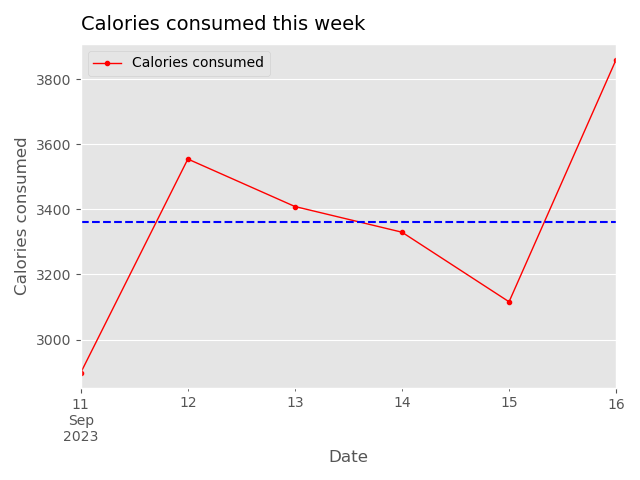 Calories consumed this week
Calories consumed
3800
3600
3400
3200
3000
Calories consumed
11
Sep
2023
12
13
14
15
16
Date